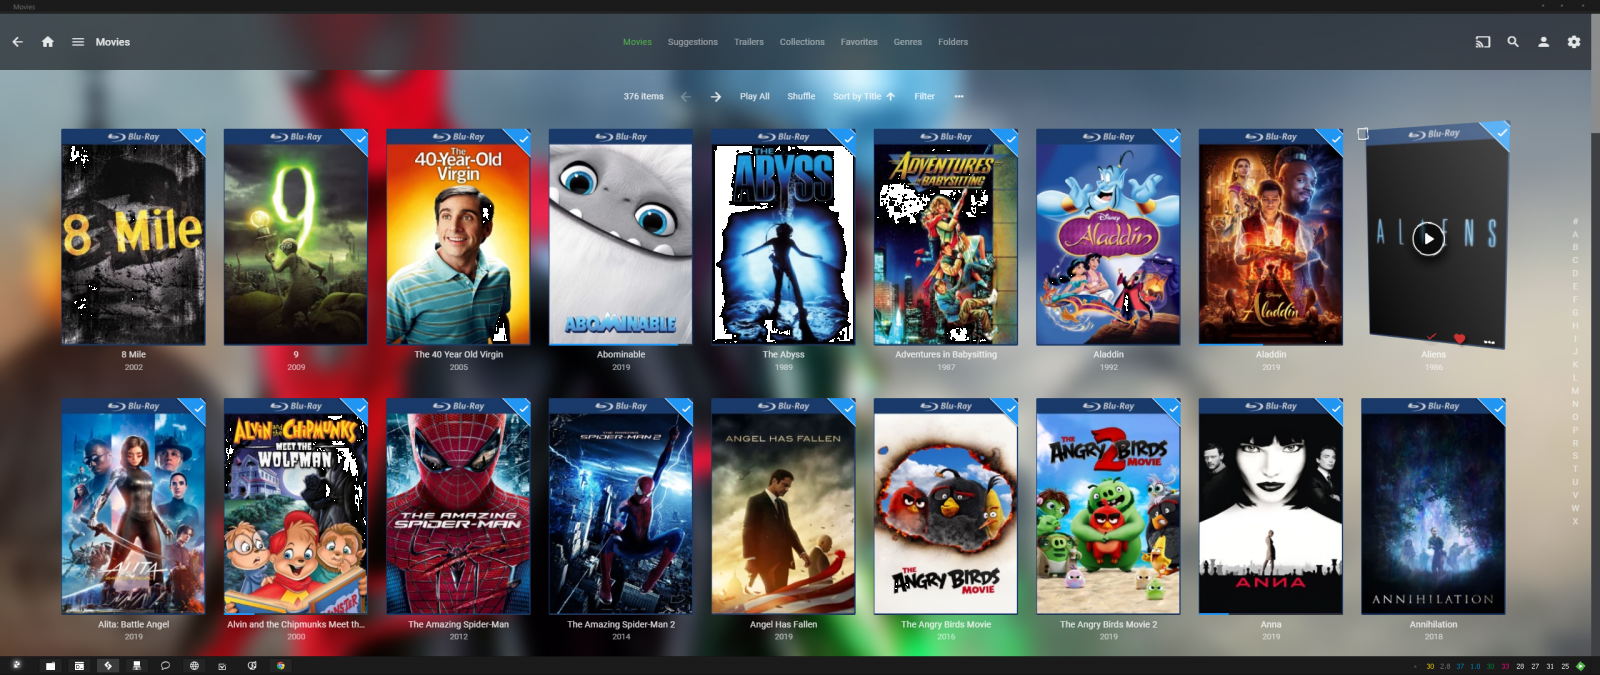 Movies
Movies
Movies Suggestions Trailers Collections Favorites Genres Folders
376 items Play All Shuffle Sort by Title Filter
Blu-Ray Blu-Ray Blu-Ray Blu-Ray Blu-Ray Blu-Ray Blu-Ray Blu-Ray Blu-Ray
8 Mile
9
The
40-Year-Old
Virgin
ABOMINABLE
THE
ABYSS
ADVENTURES
IN BABYSITTING
Disney
Aladdin
Disney
Aladdin
ALIENS
8 Mile
2002
9
2009
The 40 Year Old Virgin
2005
Abominable
2019
The Abyss
1989
Adventures in Babysitting
1987
Aladdin
1992
Aladdin
2019
Aliens
1986
#
A
B
C
D
E
F
G
H
I
J
K
L
M
N
O
P
R
S
T
U
V
W
X
Blu-Ray Blu-Ray Blu-Ray Blu-Ray Blu-Ray Blu-Ray Blu-Ray Blu-Ray Blu-Ray
ALITA
ALVIN and the CHIPMUNKS
MEET THE
WOLFMAN
THE AMAZING
SPIDER-MAN
THE AMAZING
SPIDER-MAN 2
ANGEL HAS FALLEN
THE
ANGRY BIRDS
MOVIE
THE
ANGRY BIRDS
2
MOVIE
ANNA
ANNIHILATION
Alita: Battle Angel
2019
Alvin and the Chipmunks Meet th...
2000
The Amazing Spider-Man
2012
The Amazing Spider-Man 2
2014
Angel Has Fallen
2019
The Angry Birds Movie
2016
The Angry Birds Movie 2
2019
Anna
2019
Annihilation
2018
30 2.8 37 1.8 30 33 28 27 31 25